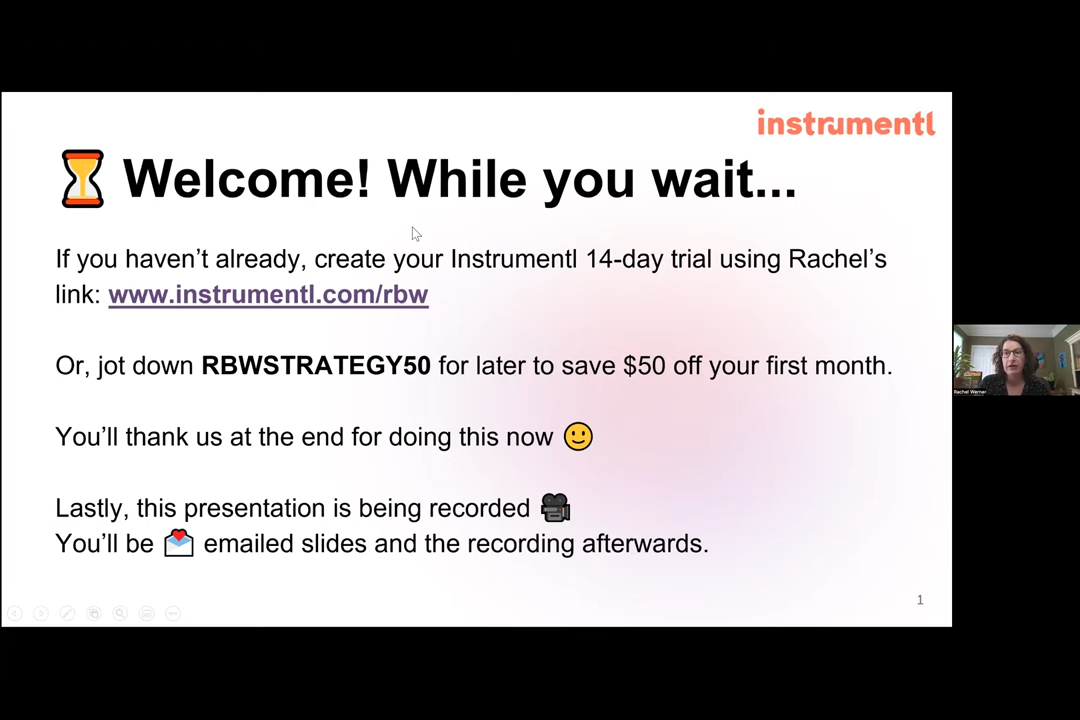 instrumentl
Welcome! While you wait...
If you haven’t already, create your Instrumentl 14-day trial using Rachel’s
link: www.instrumentl.com/rbw
Or, jot down RBWSTRATEGY50 for later to save $50 off your first month.
You’ll thank us at the end for doing this now
Lastly, this presentation is being recorded
You’ll be emailed slides and the recording afterwards.
1
Rachel Werner